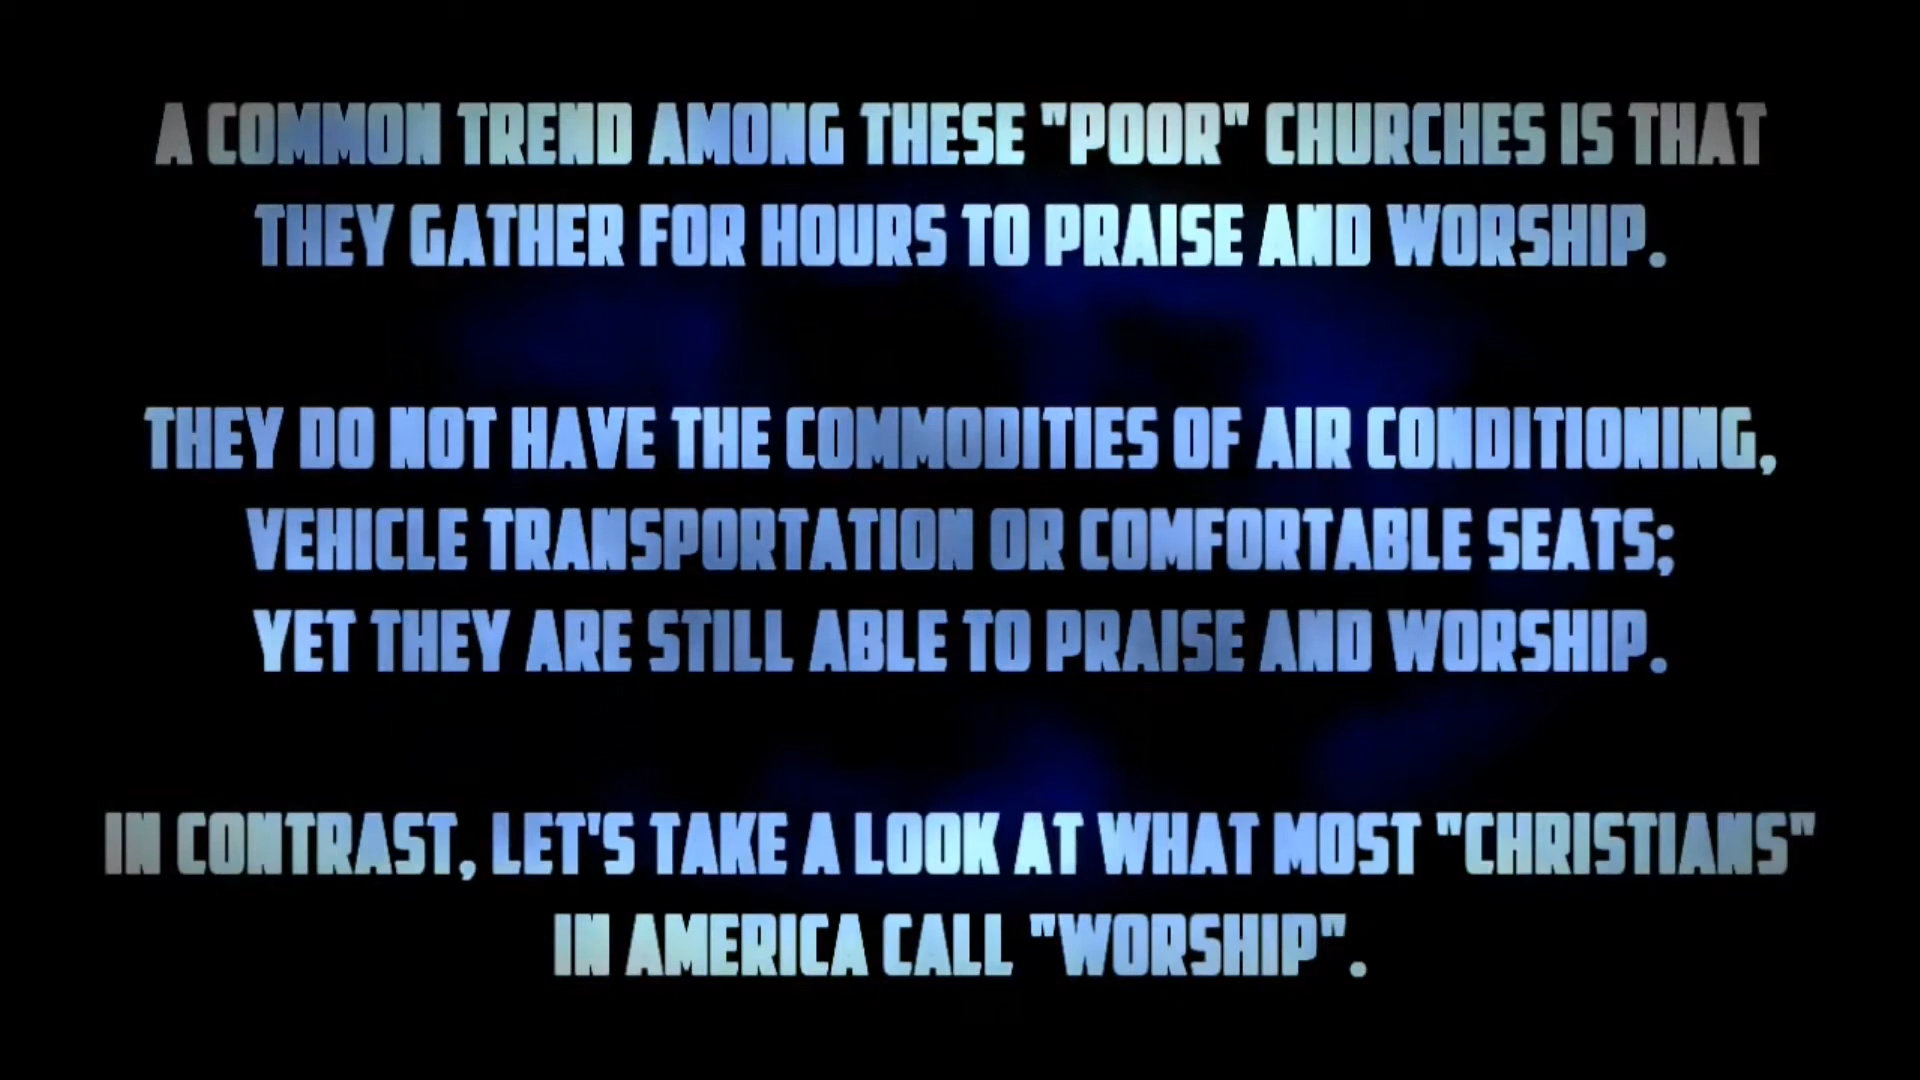 A COMMON TREND AMONG THESE "POOR" CHURCHES IS THAT
THEY GATHER FOR HOURS TO PRAISE AND WORSHIP.
THEY DO NOT HAVE THE COMMODITIES OF AIR CONDITIONING,
VEHICLE TRANSPORTATION OR COMFORTABLE SEATS;
YET THEY ARE STILL ABLE TO PRAISE AND WORSHIP.
IN CONTRAST, LET'S TAKE A LOOK AT WHAT MOST "CHRISTIANS"
IN AMERICA CALL "WORSHIP".